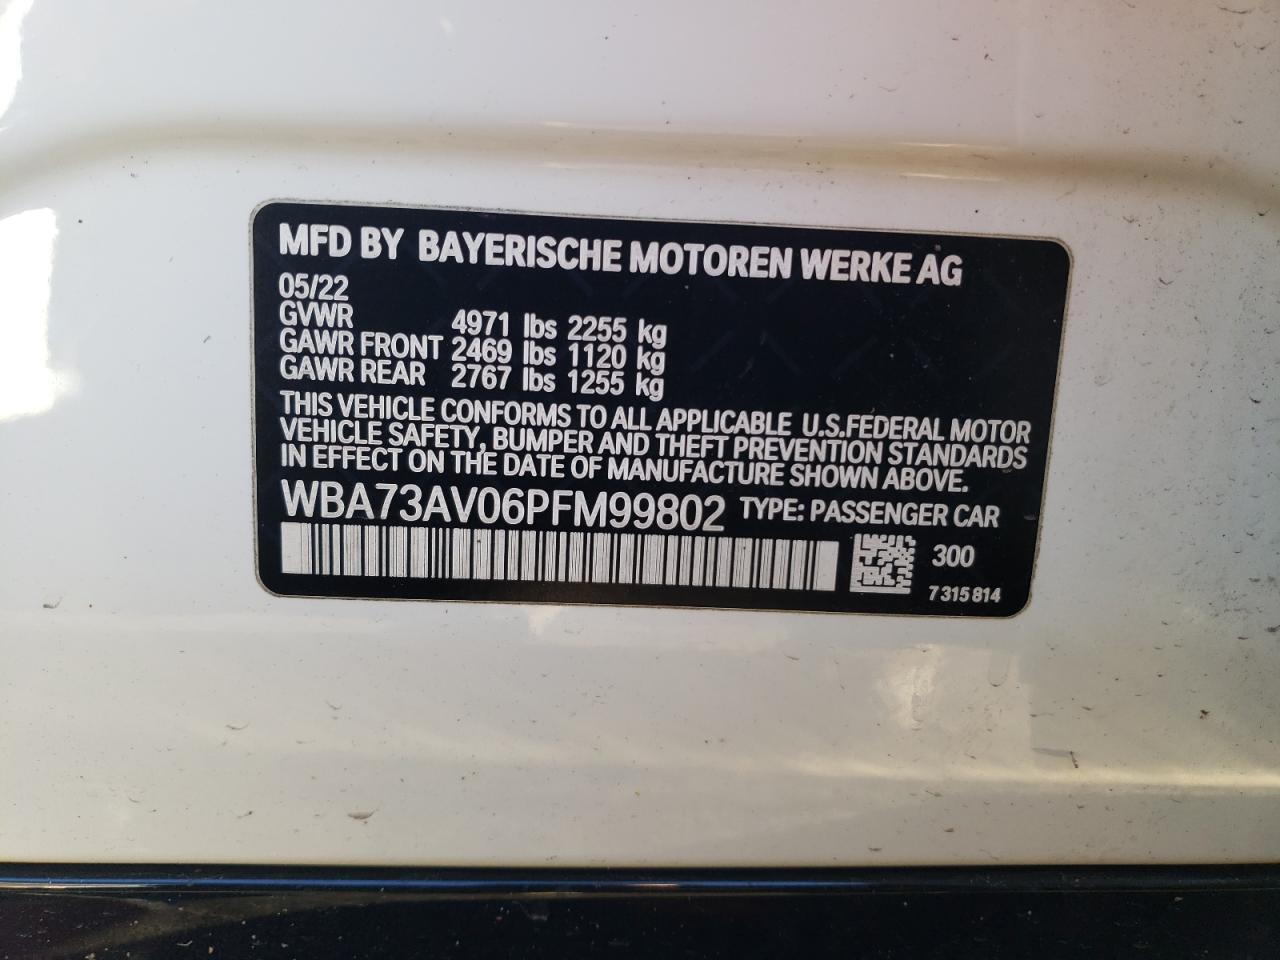 MFD BY BAYERISCHE MOTOREN WERKE AG
05/22
GVWR 4971 lbs 2255 kg
GAWR FRONT 2469 lbs 1120 kg
GAWR REAR 2767 lbs 1255 kg
THIS VEHICLE CONFORMS TO ALL APPLICABLE U.S.FEDERAL MOTOR
VEHICLE SAFETY, BUMPER AND THEFT PREVENTION STANDARDS
IN EFFECT ON THE DATE OF MANUFACTURE SHOWN ABOVE.
WBA73AV06PFM99802 TYPE: PASSENGER CAR
300
7 315 814